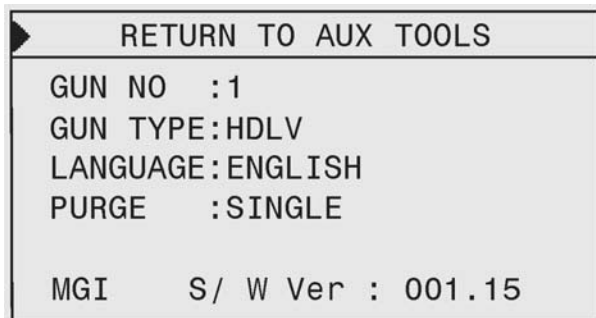 RETURN TO AUX TOOLS
GUN NO :1
GUN TYPE:HDLV
LANGUAGE:ENGLISH
PURGE :SINGLE
MGI S/ W Ver : 001.15